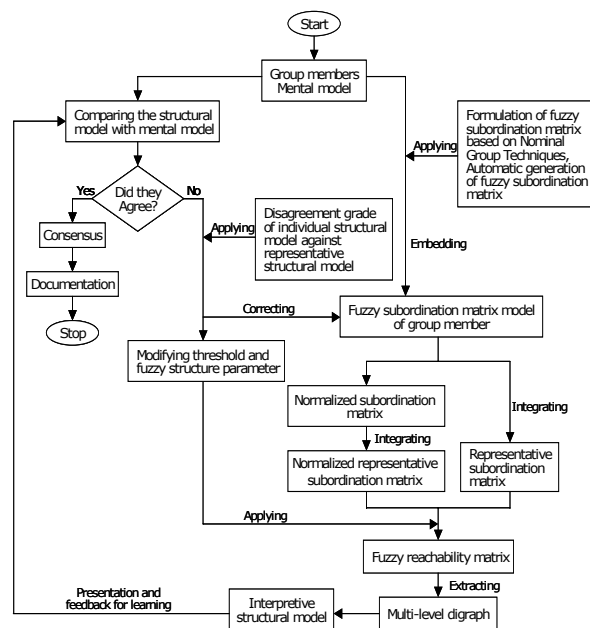 Start
Group members
Mental model
Comparing the
structural
model with mental model
Applying
Formulation of fuzzy
subordination matrix
based on Nominal
Group Techniques,
Automatic generation
of fuzzy subordination
matrix
Did they
Agree?
Yes
No
Consensus
Documentation
Stop
Applying
Disagreement grade
of individual structural
model against
representative
structural model
Embedding
Correcting
Fuzzy subordination matrix model
of group member
Modifying threshold and
fuzzy structure parameter
Normalized subordination
matrix
Integrating
Integrating
Normalized representative
subordination matrix
Representative
subordination
matrix
Applying
Fuzzy reachability matrix
Extracting
Multi-level digraph
Interpretive
structural model
Presentation and
feedback for learning